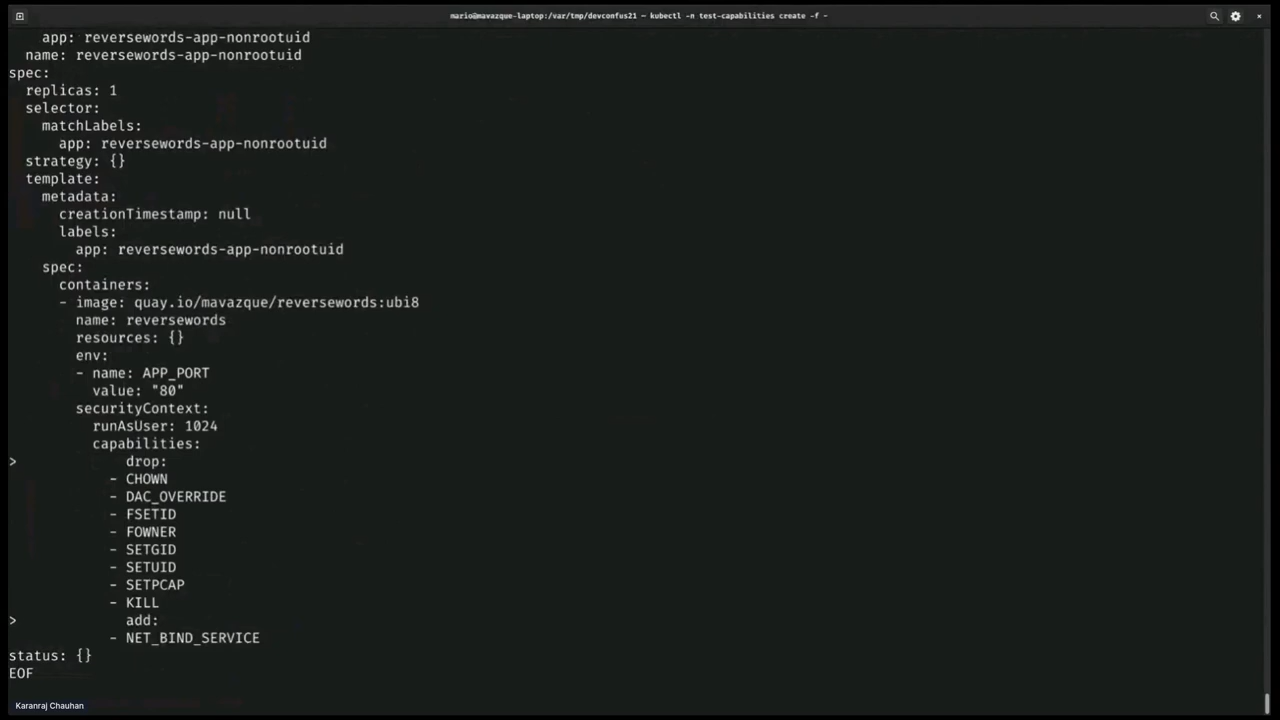 mario@mavazque-laptop:/var/tmp/devconfus21 — kubectl -n test-capabilities create -f -
app: reversewords-app-nonrootuid
name: reversewords-app-nonrootuid
spec:
replicas: 1
selector:
matchLabels:
app: reversewords-app-nonrootuid
strategy: {}
template:
metadata:
creationTimestamp: null
labels:
app: reversewords-app-nonrootuid
spec:
containers:
- image: quay.io/mavazque/reversewords:ubi8
name: reversewords
resources: {}
env:
- name: APP_PORT
value: "80"
securityContext:
runAsUser: 1024
capabilities:
> drop:
- CHOWN
- DAC_OVERRIDE
- FSETID
- FOWNER
- SETGID
- SETUID
- SETPCAP
- KILL
> add:
- NET_BIND_SERVICE
status: {}
EOF
Karanraj Chauhan